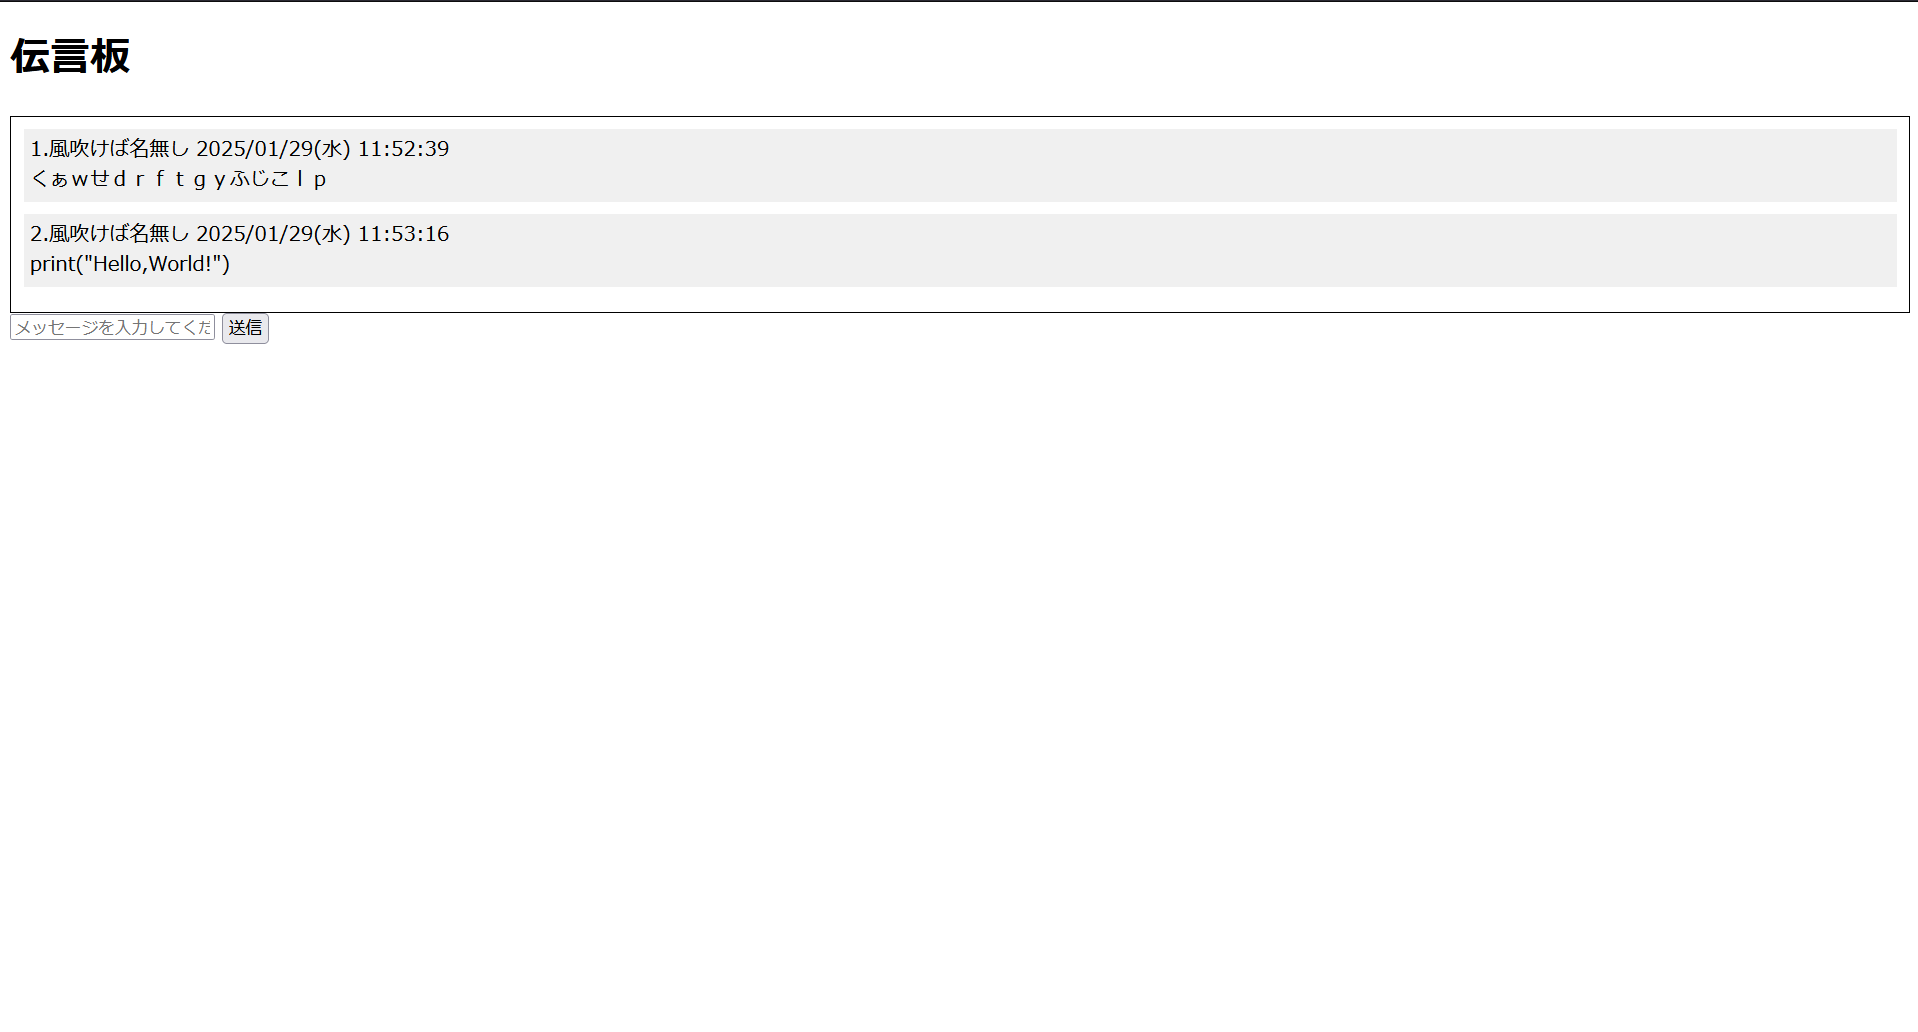 伝言板
1.風吹けば名無し 2025/01/29(水) 11:52:39
くぁｗせｄｒｆｔｇｙふじこｌｐ
2.風吹けば名無し 2025/01/29(水) 11:53:16
print("Hello,World!")
メッセージを入力してくだ 送信